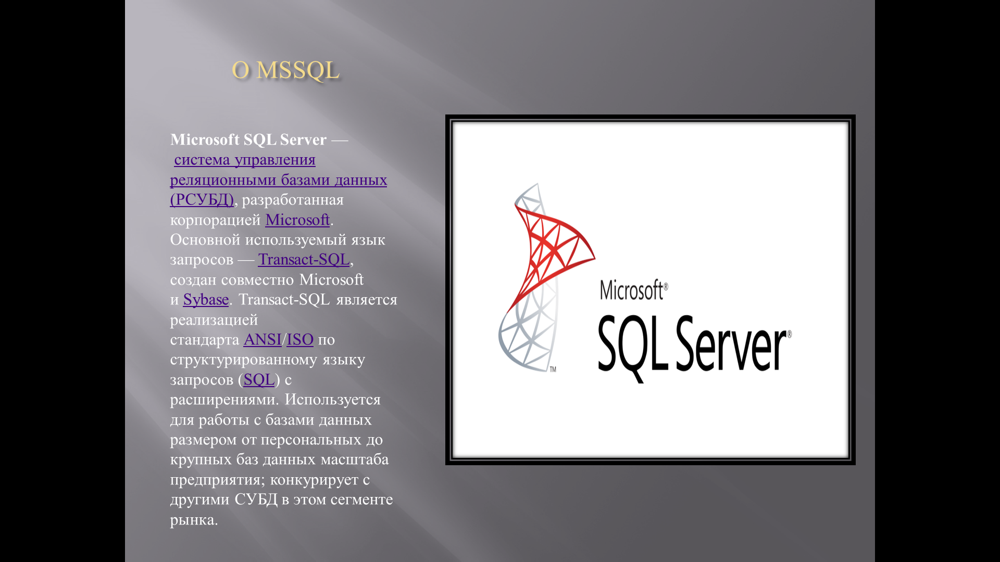 О MSSQL
Microsoft SQL Server —
система управления
реляционными базами данных
(РСУБД), разработанная
корпорацией Microsoft.
Основной используемый язык
запросов — Transact-SQL,
создан совместно Microsoft
и Sybase. Transact-SQL является
реализацией
стандарта ANSI/ISO по
структурированному языку
запросов (SQL) с
расширениями. Используется
для работы с базами данных
размером от персональных до
крупных баз данных масштаба
предприятия; конкурирует с
другими СУБД в этом сегменте
рынка.
Microsoft®
SQL Server®
TM